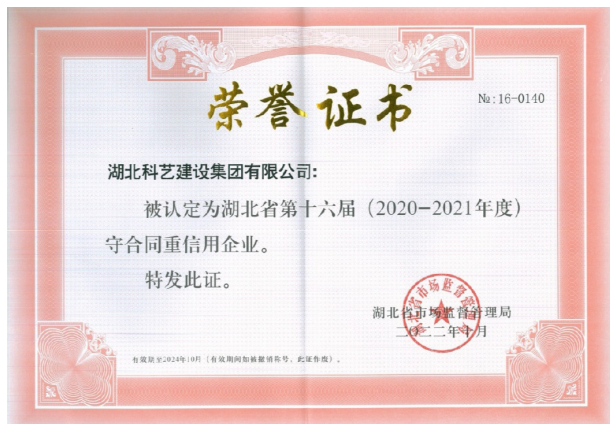 荣誉证书
№:16-0140
湖北科艺建设集团有限公司:
被认定为湖北省第十六届（2020-2021年度）
守合同重信用企业。
特发此证。
湖北省市场监督管理局
二〇二二年十月
有效期至2024年10月（有效期间如被撤销称号，此证作废）。